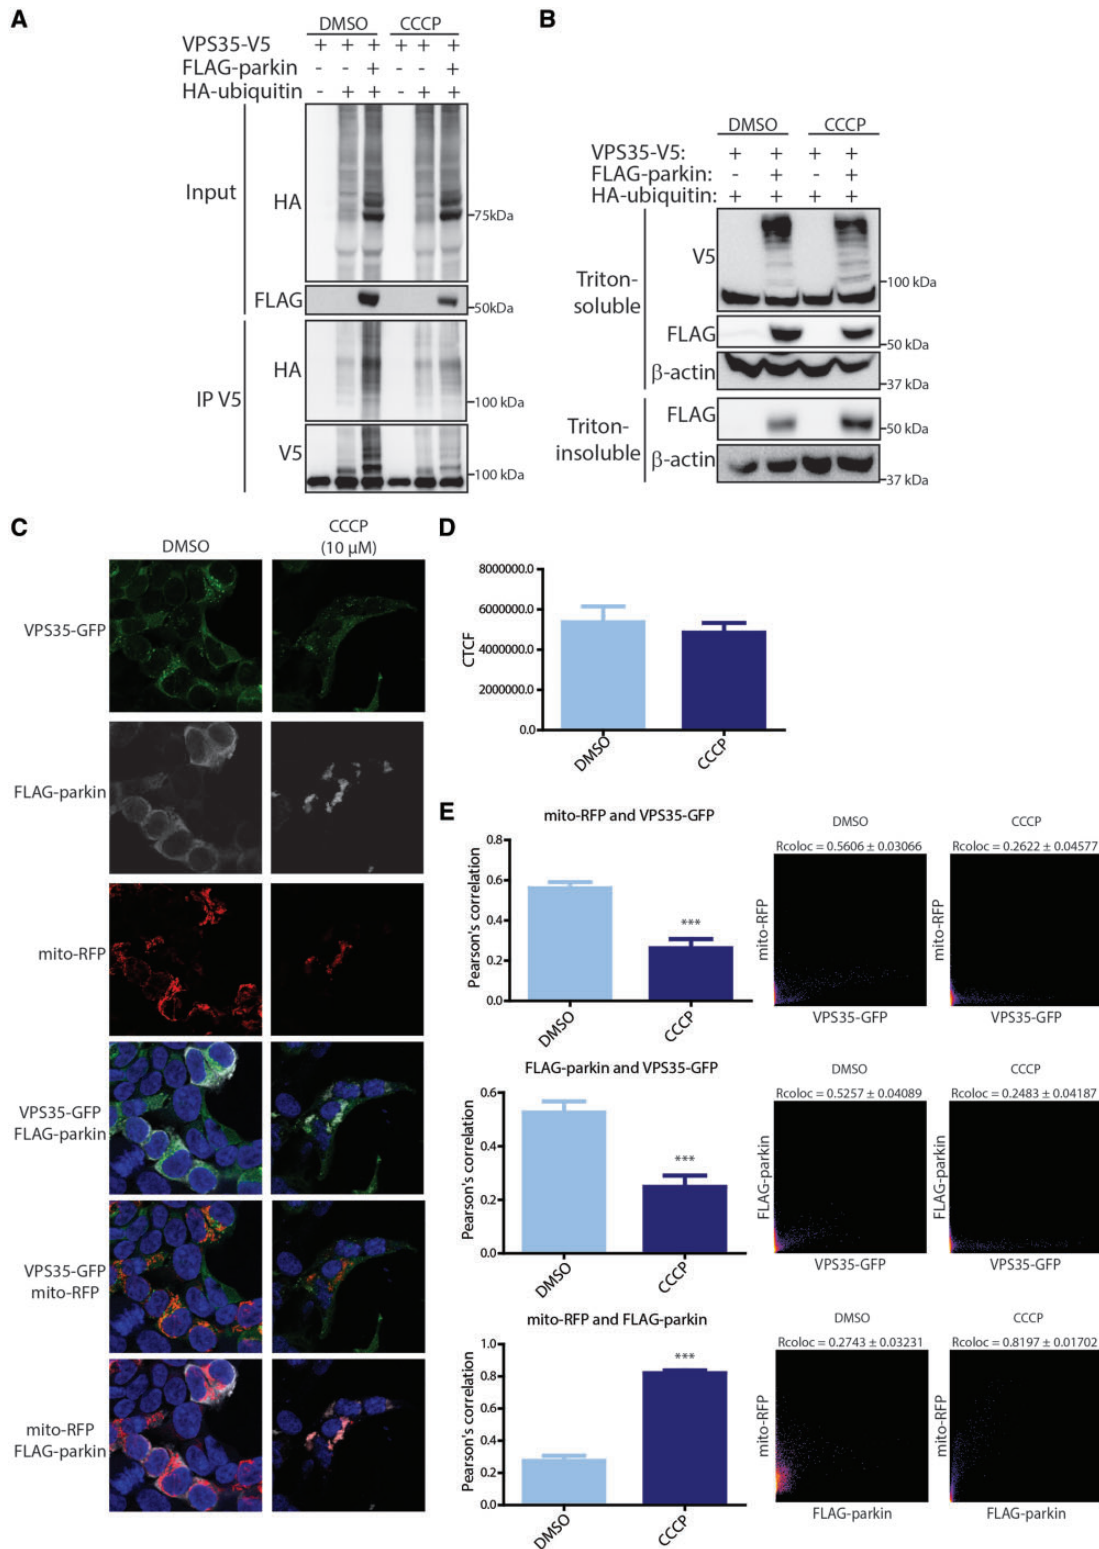 A
DMSO CCCP
VPS35-V5 + + + + + +
FLAG-parkin - - + - - +
HA-ubiquitin - + + - + +
Input
HA
75kDa
FLAG
50kDa
IP V5
HA
100 kDa
V5
100 kDa
B
DMSO CCCP
VPS35-V5: + + + +
FLAG-parkin: - + - +
HA-ubiquitin: + + + +
Triton-
soluble
V5
100 kDa
FLAG
50 kDa
β-actin
37 kDa
Triton-
insoluble
FLAG
50 kDa
β-actin
37 kDa
C
DMSO
CCCP
(10 μM)
VPS35-GFP
FLAG-parkin
mito-RFP
VPS35-GFP
FLAG-parkin
VPS35-GFP
mito-RFP
mito-RFP
FLAG-parkin
D
8000000.0
6000000.0
4000000.0
2000000.0
0.0
CTCF
DMSO
CCCP
E
mito-RFP and VPS35-GFP
0.8
0.6
0.4
0.2
0.0
Pearson's correlation
***
DMSO
CCCP
DMSO
Rcoloc = 0.5606 ± 0.03066
mito-RFP
VPS35-GFP
CCCP
Rcoloc = 0.2622 ± 0.04577
mito-RFP
VPS35-GFP
FLAG-parkin and VPS35-GFP
0.6
0.4
0.2
0.0
Pearson's correlation
***
DMSO
CCCP
DMSO
Rcoloc = 0.5257 ± 0.04089
FLAG-parkin
VPS35-GFP
CCCP
Rcoloc = 0.2483 ± 0.04187
FLAG-parkin
VPS35-GFP
mito-RFP and FLAG-parkin
1.0
0.8
0.6
0.4
0.2
0.0
Pearson's correlation
***
DMSO
CCCP
DMSO
Rcoloc = 0.2743 ± 0.03231
mito-RFP
FLAG-parkin
CCCP
Rcoloc = 0.8197 ± 0.01702
mito-RFP
FLAG-parkin